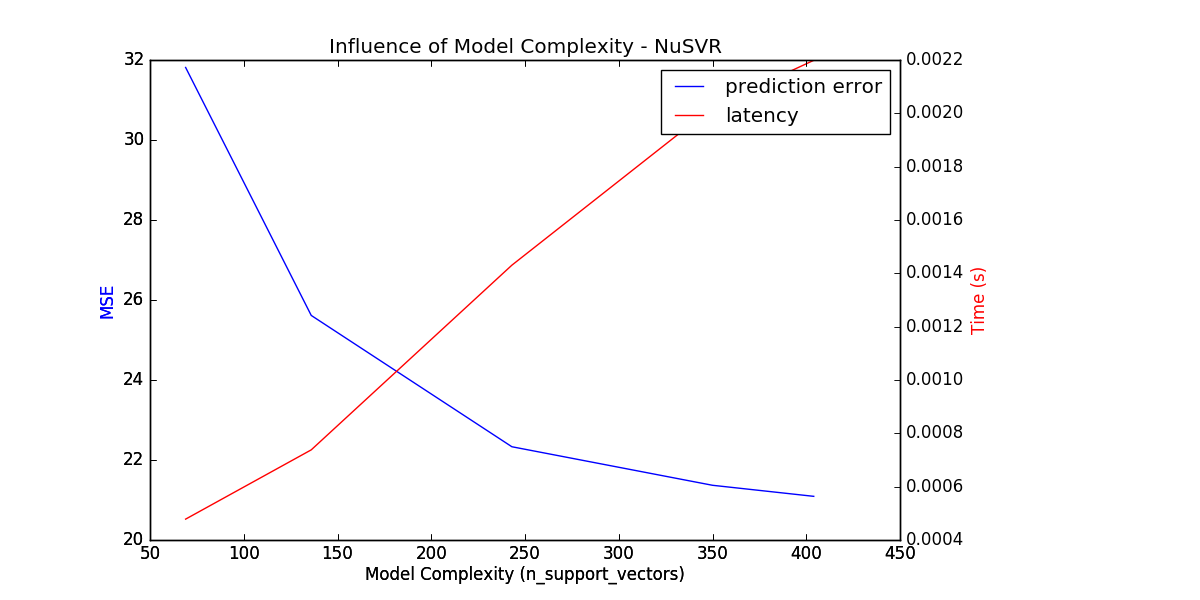 Influence of Model Complexity - NuSVR
prediction error
latency
32
30
28
26
24
22
20
MSE
0.0022
0.0020
0.0018
0.0016
0.0014
0.0012
0.0010
0.0008
0.0006
0.0004
Time (s)
50 100 150 200 250 300 350 400 450
Model Complexity (n_support_vectors)